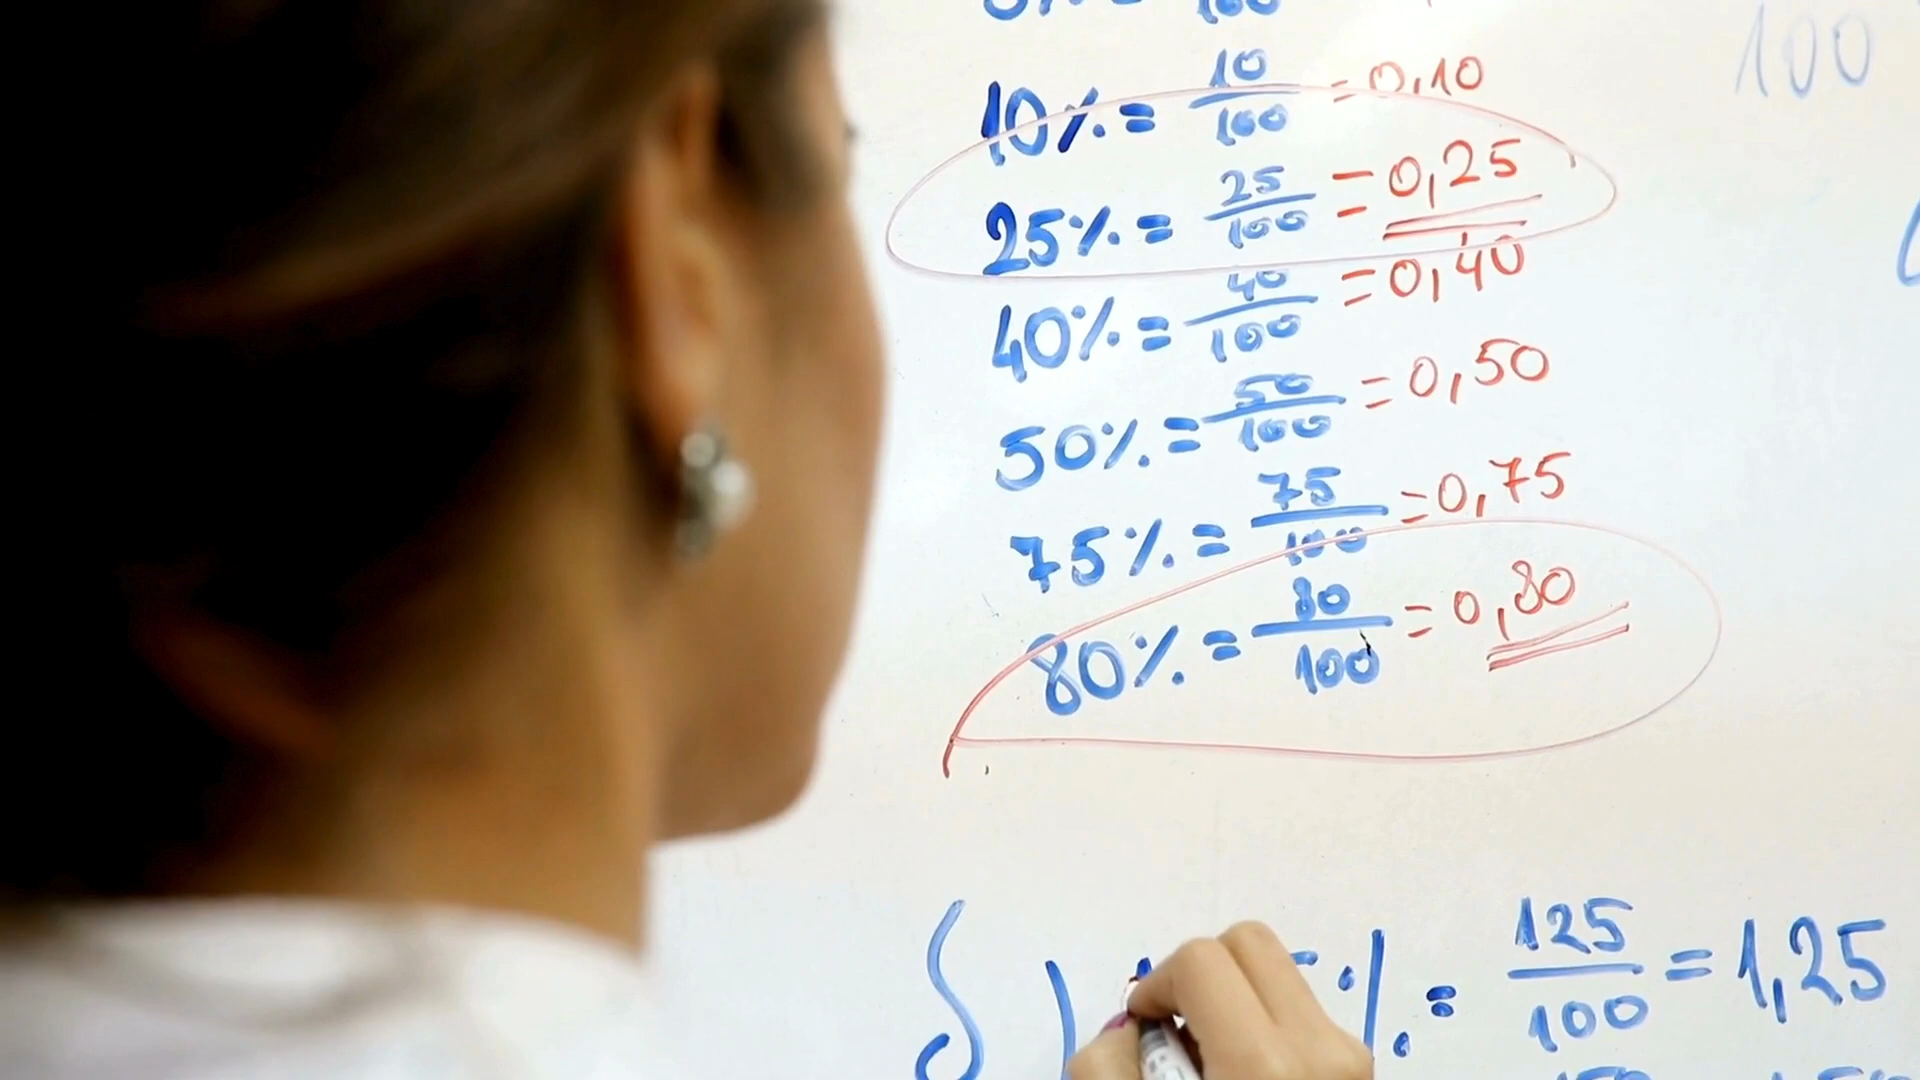 100
10% = 10/100 = 0,10
25% = 25/100 = 0,25
40% = 40/100 = 0,40
50% = 50/100 = 0,50
75% = 75/100 = 0,75
80% = 80/100 = 0,80
% = 125/100 = 1,25